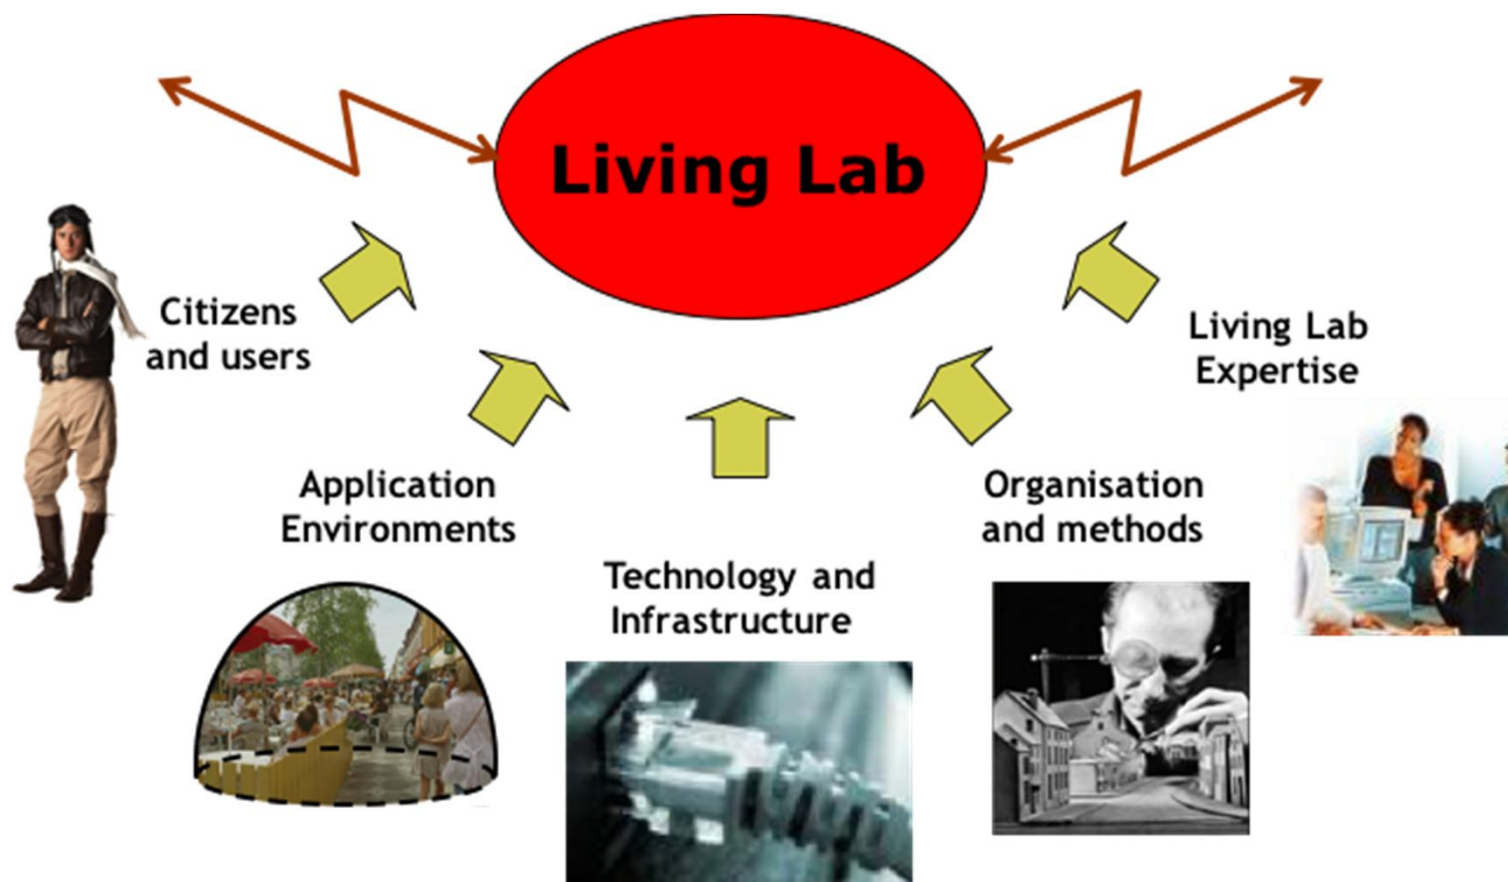 Living Lab
Citizens
and users
Living Lab
Expertise
Application
Environments
Organisation
and methods
Technology and
Infrastructure